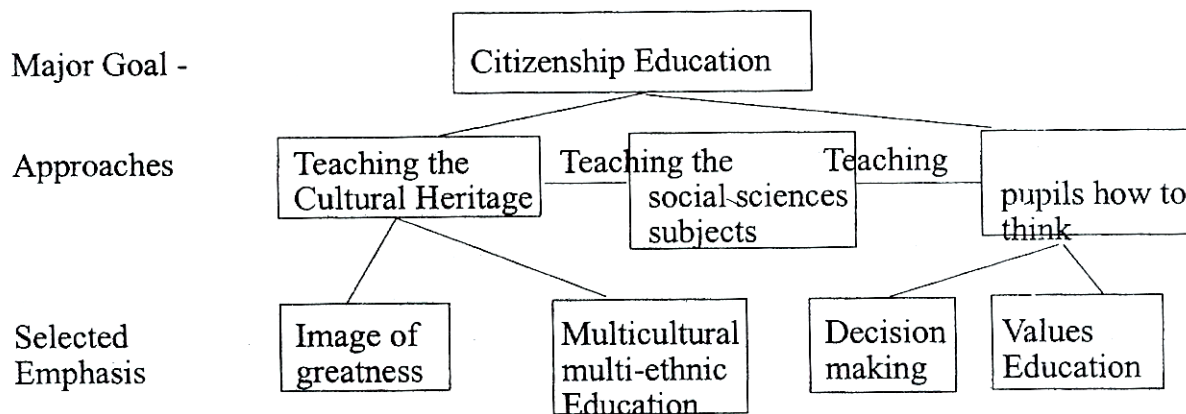 Major Goal -
Citizenship Education
Approaches
Teaching the
Cultural Heritage
Teaching the
social sciences
subjects
Teaching
pupils how to
think
Selected
Emphasis
Image of
greatness
Multicultural
multi-ethnic
Education
Decision
making
Values
Education